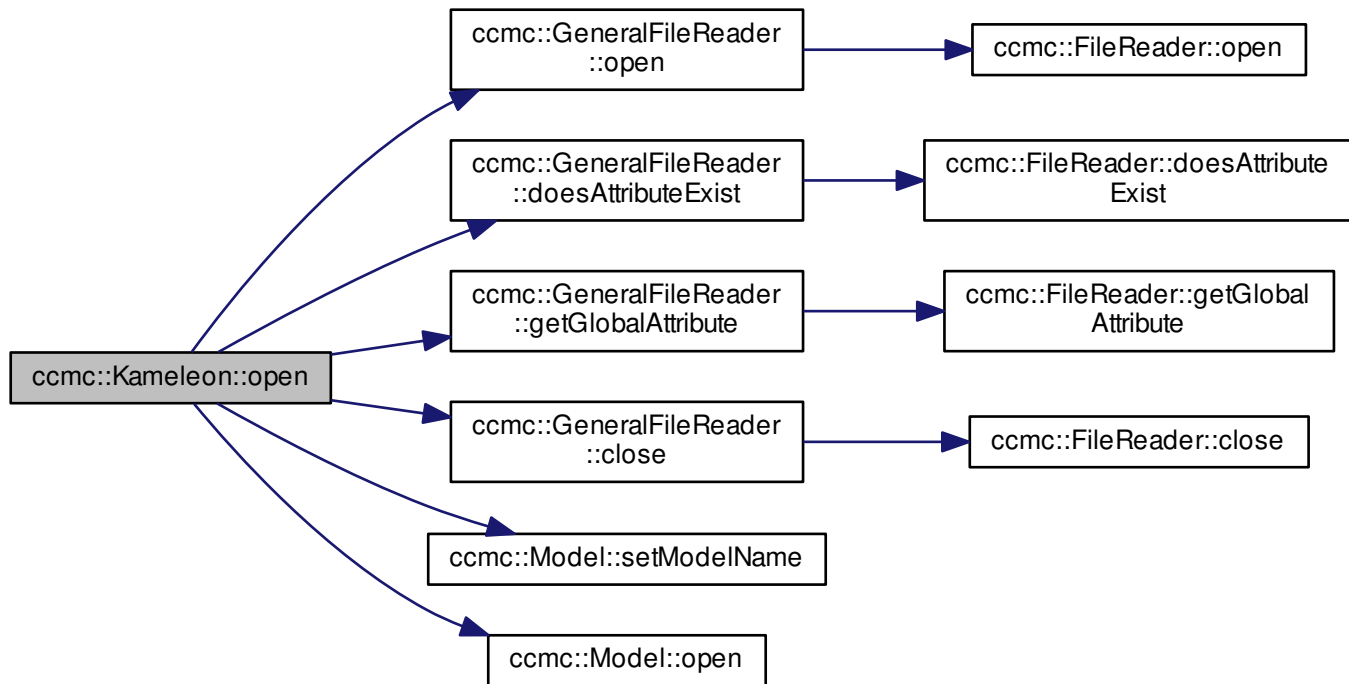 ccmc::GeneralFileReader
::open
ccmc::FileReader::open
ccmc::GeneralFileReader
::doesAttributeExist
ccmc::FileReader::doesAttribute
Exist
ccmc::GeneralFileReader
::getGlobalAttribute
ccmc::FileReader::getGlobal
Attribute
ccmc::Kameleon::open
ccmc::GeneralFileReader
::close
ccmc::FileReader::close
ccmc::Model::setModelName
ccmc::Model::open